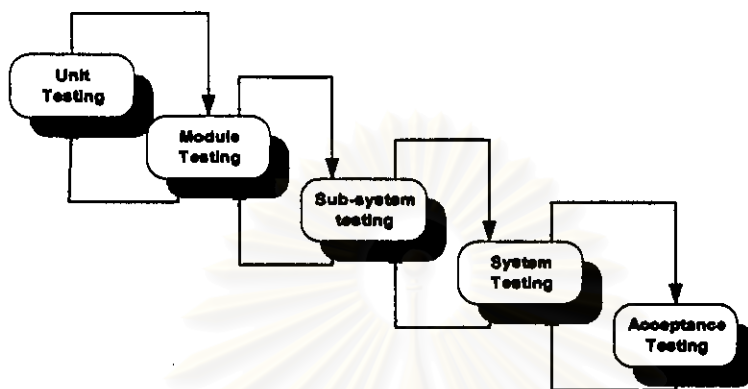 Unit
Testing
Module
Testing
Sub-system
testing
System
Testing
Acceptance
Testing